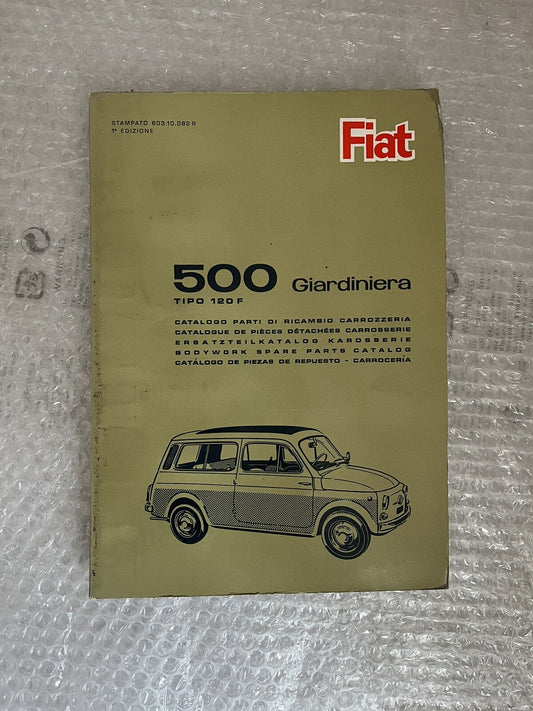 STAMPATO 603.10.082 R
1ª EDIZIONE
Fiat
500 Giardiniera
TIPO 120 F
CATALOGO PARTI DI RICAMBIO CARROZZERIA
CATALOGUE DE PIÈCES DÉTACHÉES CARROSSERIE
ERSATZTEILKATALOG KAROSSERIE
BODYWORK SPARE PARTS CATALOG
CATÁLOGO DE PIEZAS DE REPUESTO - CARROCERÍA